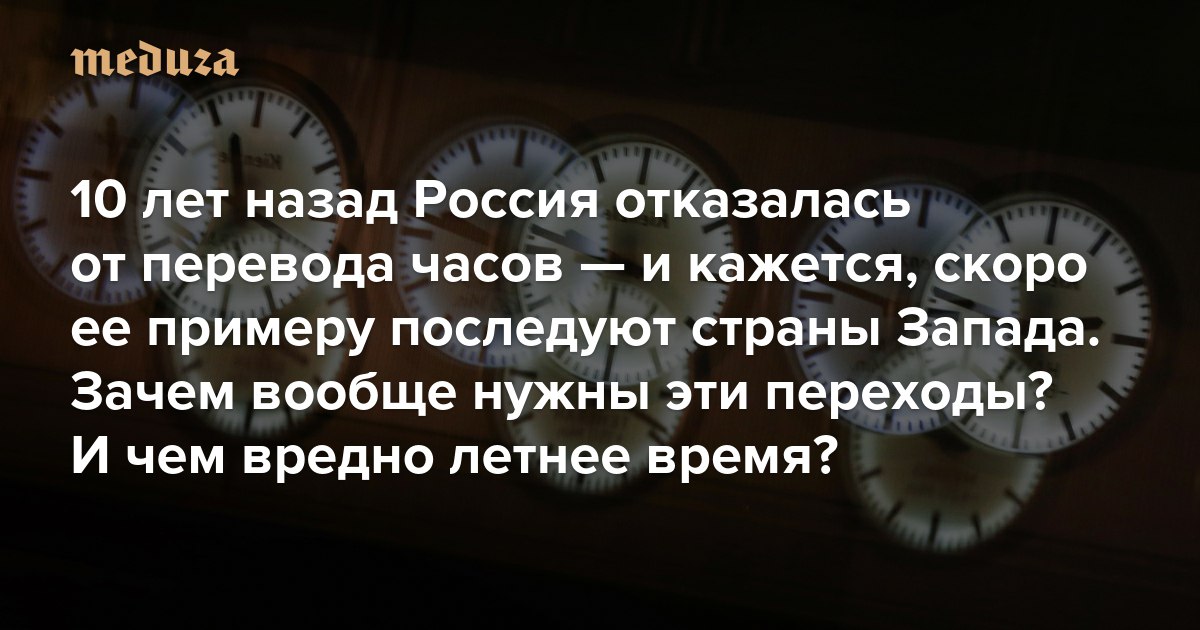 meduza
10 лет назад Россия отказалась
от перевода часов — и кажется, скоро
ее примеру последуют страны Запада.
Зачем вообще нужны эти переходы?
И чем вредно летнее время?